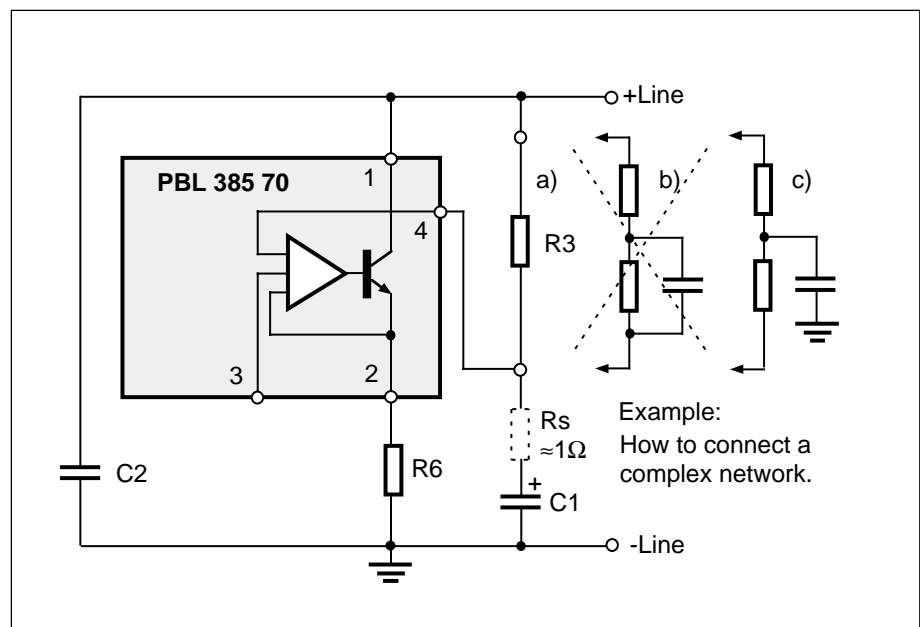 +Line
PBL 385 70
1
a)
b)
c)
4
R3
3
2
Rs
≈1Ω
Example:
How to connect a
complex network.
C2
R6
+
C1
-Line